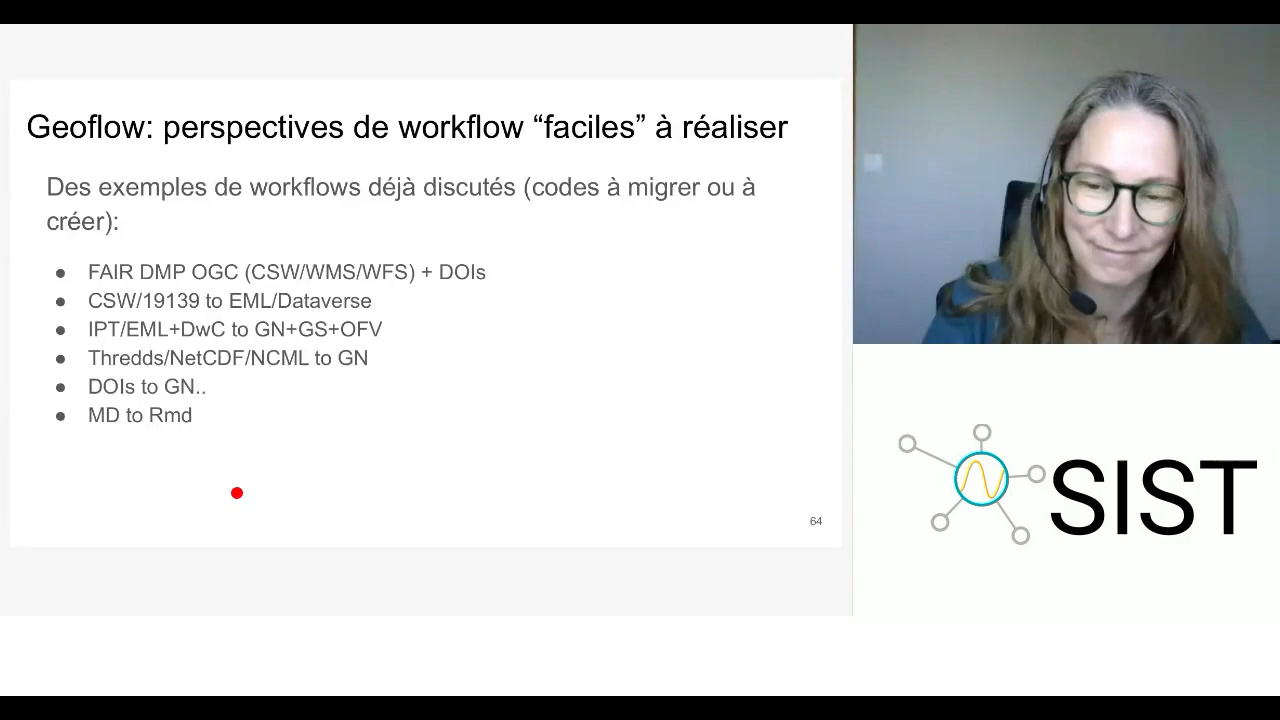 Geoflow: perspectives de workflow “faciles” à réaliser
Des exemples de workflows déjà discutés (codes à migrer ou à
créer):
● FAIR DMP OGC (CSW/WMS/WFS) + DOIs
● CSW/19139 to EML/Dataverse
● IPT/EML+DwC to GN+GS+OFV
● Thredds/NetCDF/NCML to GN
● DOIs to GN..
● MD to Rmd
64
SIST